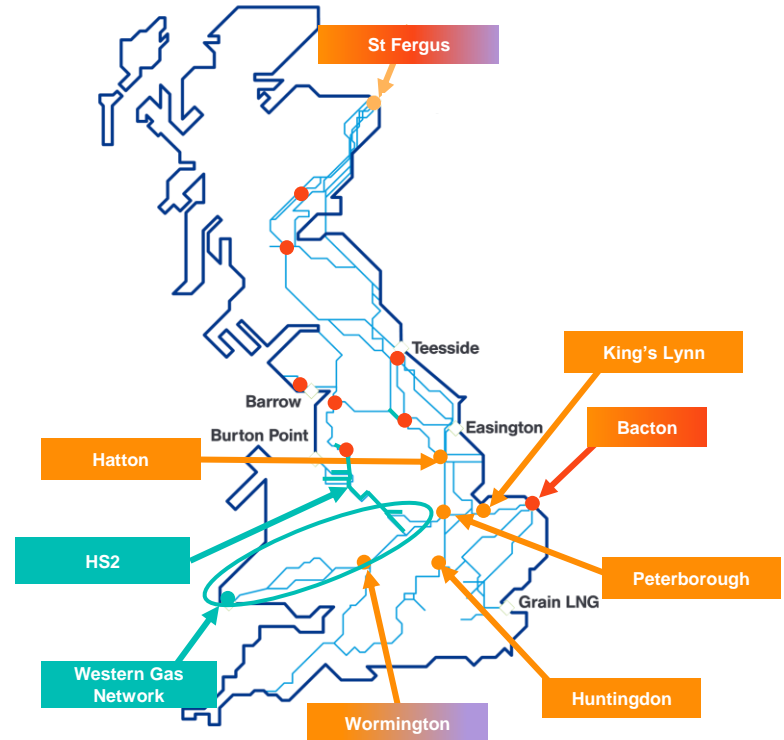 St Fergus
Teesside
King's Lynn
Barrow
Easington
Bacton
Burton Point
Hatton
HS2
Peterborough
Grain LNG
Western Gas
Network
Huntingdon
Wormington